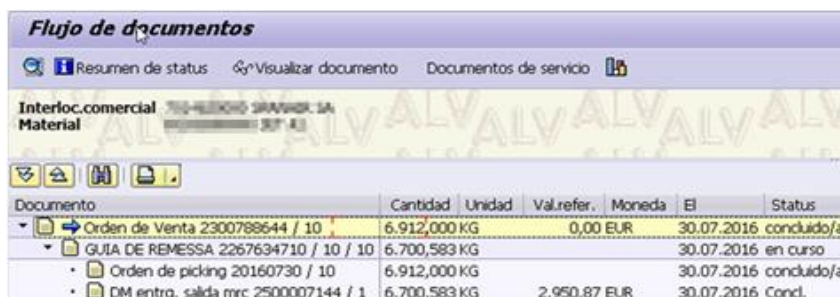 Flujo de documentos
Resumen de status Visualizar documento Documentos de servicio
Interloc.comercial
Material
Documento Cantidad Unidad Val.refer. Moneda El Status
Orden de Venta 2300788644 / 10 6.912,000 KG 0,00 EUR 30.07.2016 concluido/a
GUIA DE REMESSA 2267634710 / 10 / 10 6.700,583 KG 30.07.2016 en curso
Orden de picking 20160730 / 10 6.912,000 KG 30.07.2016 concluido/a
DM entro. salida mrc 2500007144 / 1 6.700,583 KG 2.950,87 EUR 30.07.2016 Concl.